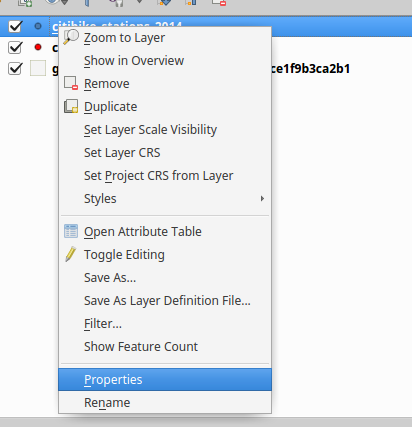 citibike_stations_2014
c
g
ce1f9b3ca2b1
Zoom to Layer
Show in Overview
Remove
Duplicate
Set Layer Scale Visibility
Set Layer CRS
Set Project CRS from Layer
Styles
Open Attribute Table
Toggle Editing
Save As...
Save As Layer Definition File...
Filter...
Show Feature Count
Properties
Rename